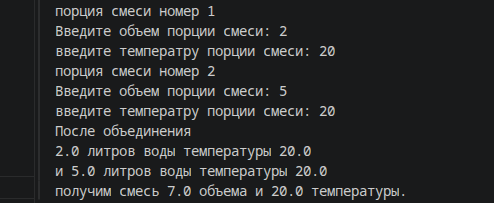 порция смеси номер 1
Введите объем порции смеси: 2
введите температру порции смеси: 20
порция смеси номер 2
Введите объем порции смеси: 5
введите температру порции смеси: 20
После объединения
2.0 литров воды температуры 20.0
и 5.0 литров воды температуры 20.0
получим смесь 7.0 объема и 20.0 температуры.